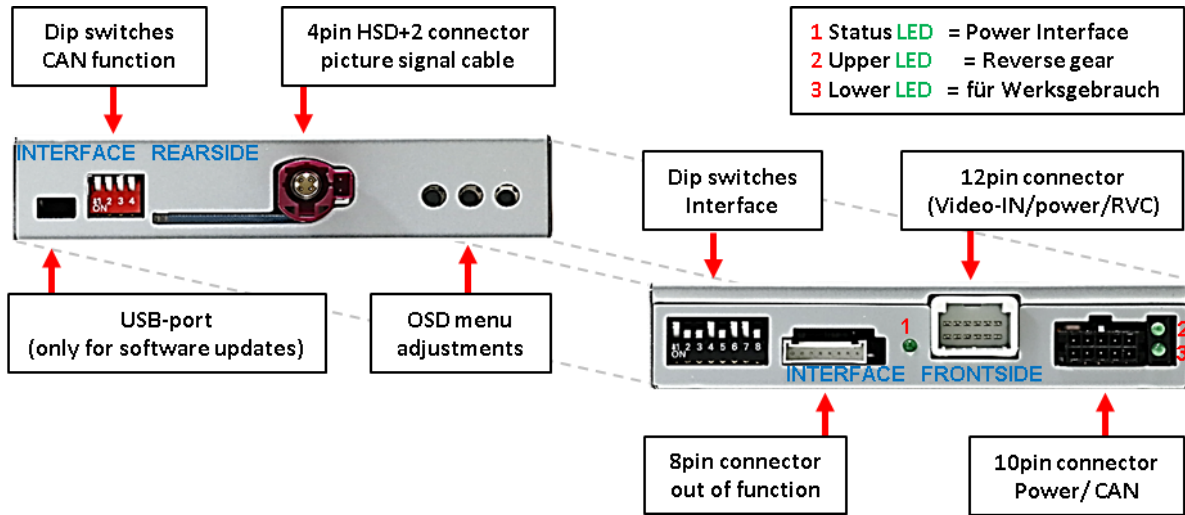 Dip switches
CAN function
4pin HSD+2 connector
picture signal cable
1 Status LED = Power Interface
2 Upper LED = Reverse gear
3 Lower LED = für Werksgebrauch
INTERFACE REARSIDE
1 2 3 4
ON
Dip switches
Interface
12pin connector
(Video-IN/power/RVC)
USB-port
(only for software updates)
OSD menu
adjustments
1
2
3
1 2 3 4 5 6 7 8
ON
INTERFACE FRONTSIDE
8pin connector
out of function
10pin connector
Power/ CAN